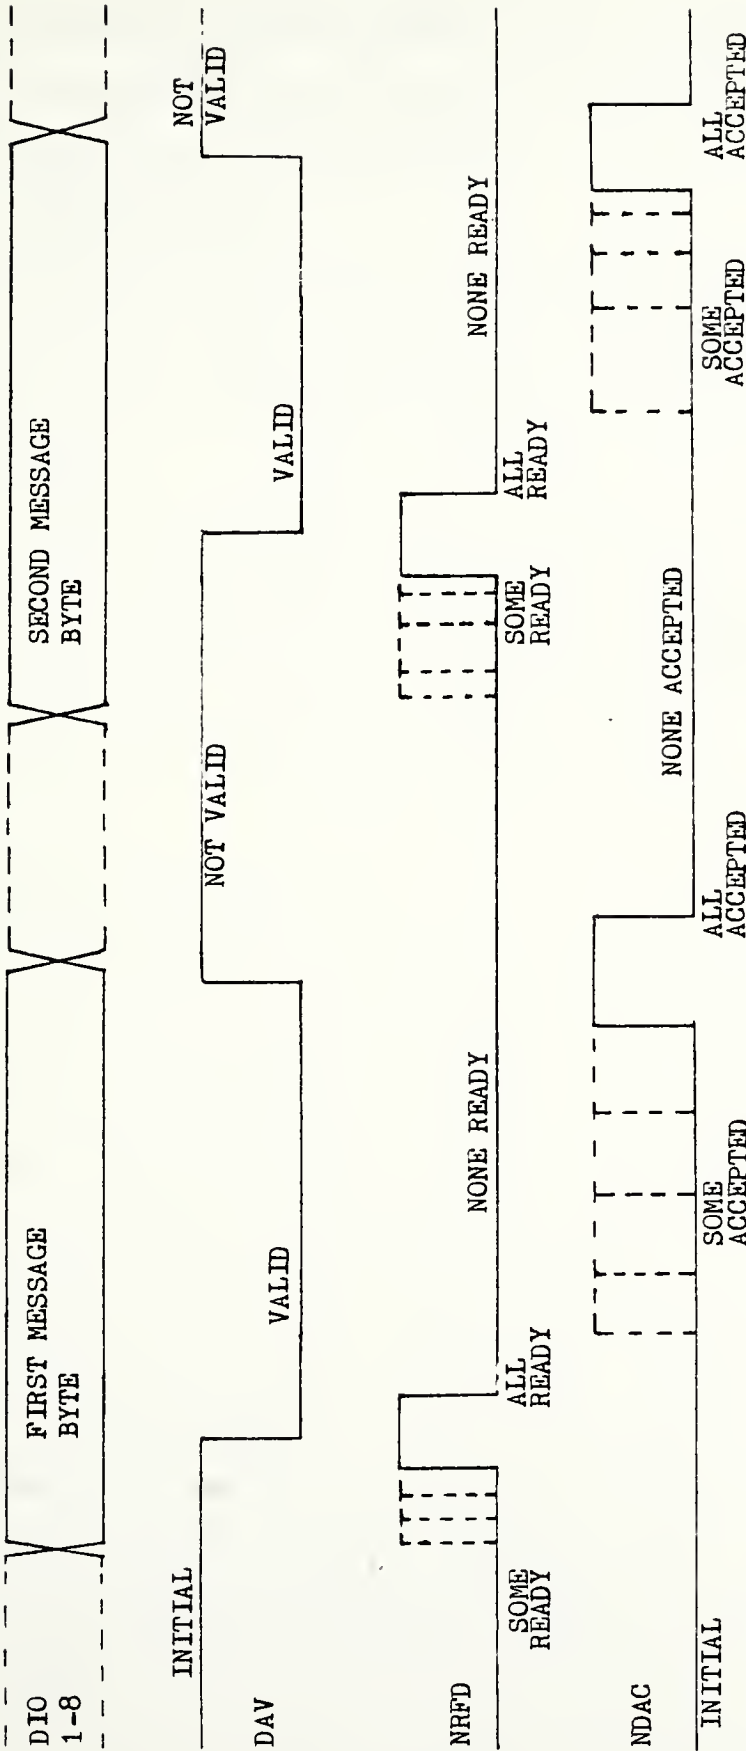 DIO
1-8
FIRST MESSAGE
BYTE
SECOND MESSAGE
BYTE
INITIAL
NOT VALID
NOT
VALID
DAV
VALID
VALID
NRFD
NONE READY
NONE READY
SOME
READY
ALL
READY
SOME
READY
ALL
READY
NDAC
NONE ACCEPTED
INITIAL
SOME
ACCEPTED
ALL
ACCEPTED
SOME
ACCEPTED
ALL
ACCEPTED